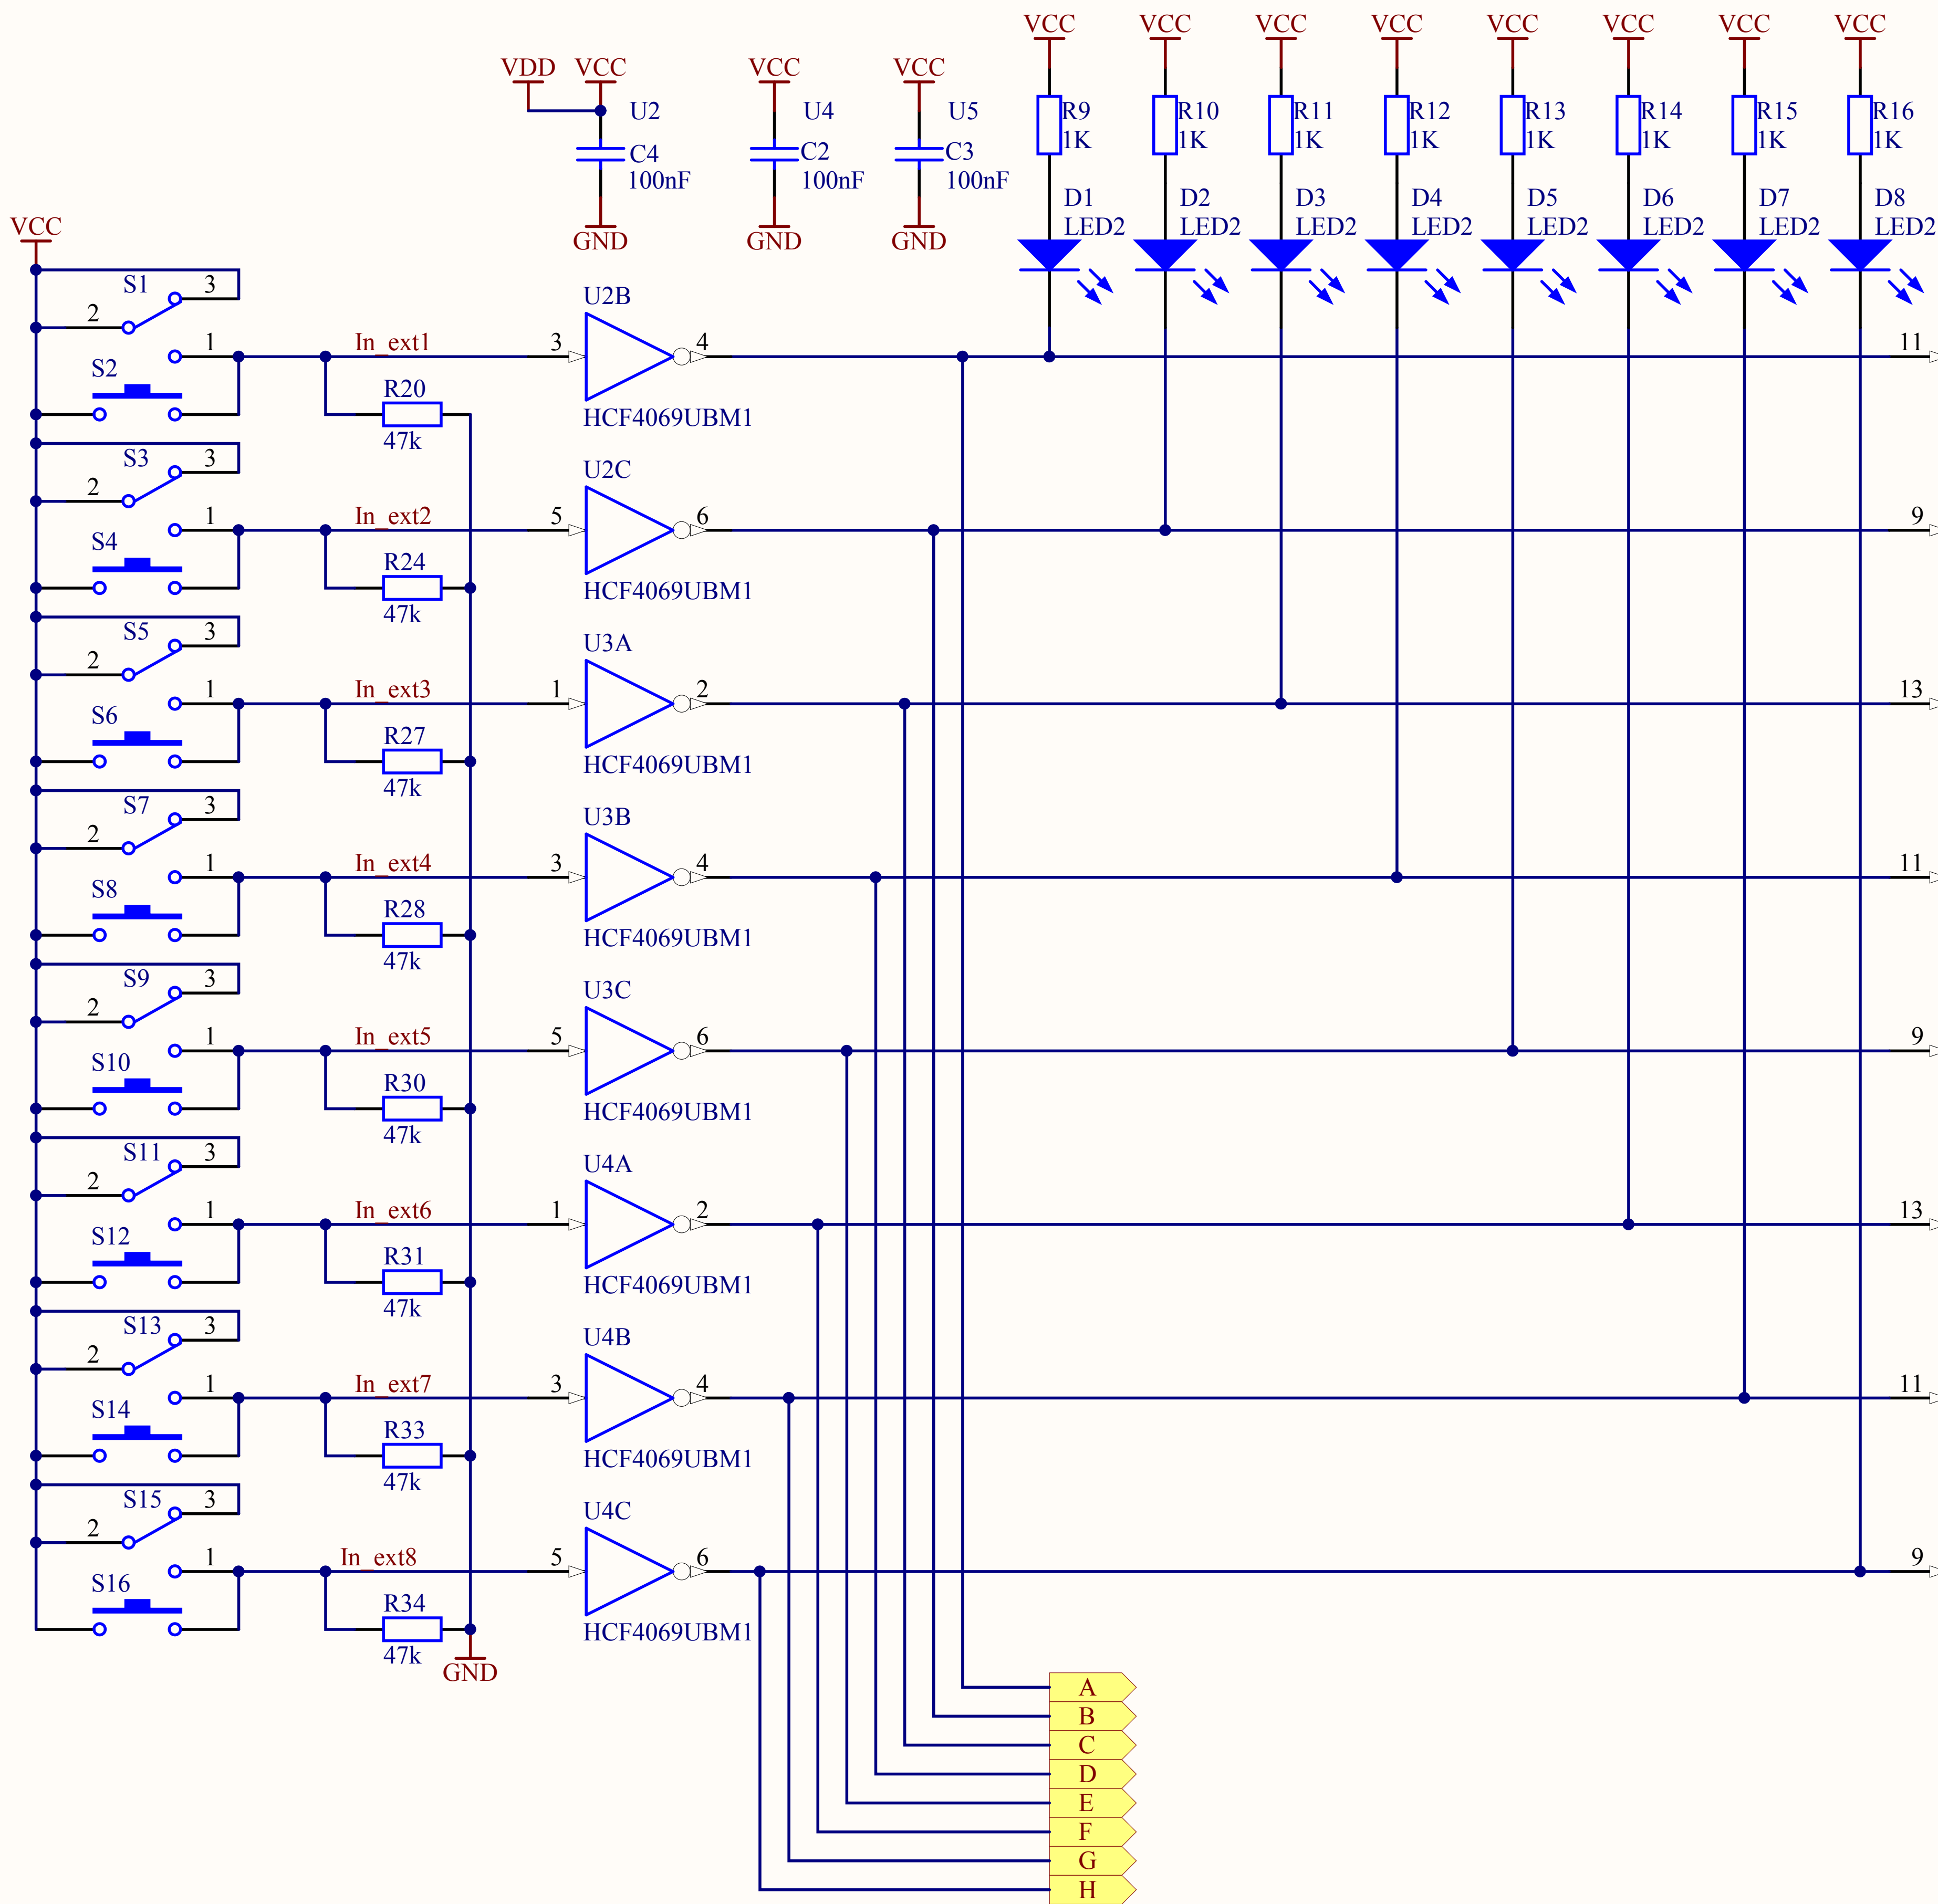 VCC VCC VCC VCC VCC VCC VCC VCC
VDD VCC VCC VCC
U2 U4 U5
R9 R10 R11 R12 R13 R14 R15 R16
1K 1K 1K 1K 1K 1K 1K 1K
C4 C2 C3
100nF 100nF 100nF
D1 D2 D3 D4 D5 D6 D7 D8
LED2 LED2 LED2 LED2 LED2 LED2 LED2 LED2
GND GND GND
VCC
S1 3
2
U2B
1 In_ext1 3 4 11
S2
R20
HCF4069UBM1
47k
S3 3
2
U2C
1 In_ext2 5 6 9
S4
R24
HCF4069UBM1
47k
S5 3
2
U3A
1 In_ext3 1 2 13
S6
R27
HCF4069UBM1
47k
S7 3
2
U3B
1 In_ext4 3 4 11
S8
R28
HCF4069UBM1
47k
S9 3
2
U3C
1 In_ext5 5 6 9
S10
R30
HCF4069UBM1
47k
S11 3
2
U4A
1 In_ext6 1 2 13
S12
R31
HCF4069UBM1
47k
S13 3
2
U4B
1 In_ext7 3 4 11
S14
R33
HCF4069UBM1
47k
S15 3
2
U4C
1 In_ext8 5 6 9
S16
R34
HCF4069UBM1
47k
GND
A
B
C
D
E
F
G
H